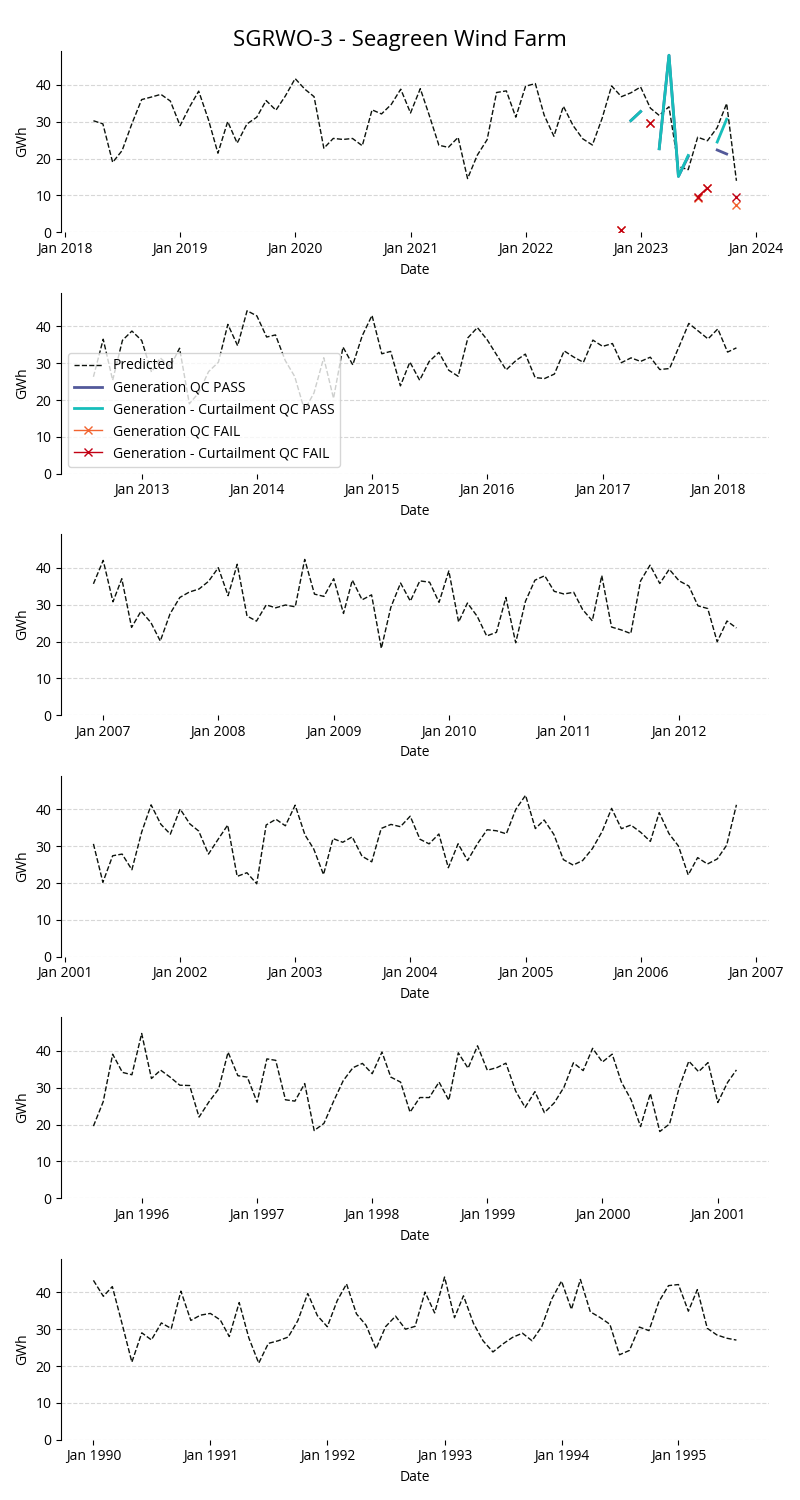 SGRWO-3 - Seagreen Wind Farm
40
30
20
10
0
GWh
Jan 2018 Jan 2019 Jan 2020 Jan 2021 Jan 2022 Jan 2023 Jan 2024
Date
40
30
20
10
0
GWh
Predicted
Generation QC PASS
Generation - Curtailment QC PASS
Generation QC FAIL
Generation - Curtailment QC FAIL
Jan 2013 Jan 2014 Jan 2015 Jan 2016 Jan 2017 Jan 2018
Date
40
30
20
10
0
GWh
Jan 2007 Jan 2008 Jan 2009 Jan 2010 Jan 2011 Jan 2012
Date
40
30
20
10
0
GWh
Jan 2001 Jan 2002 Jan 2003 Jan 2004 Jan 2005 Jan 2006 Jan 2007
Date
40
30
20
10
0
GWh
Jan 1996 Jan 1997 Jan 1998 Jan 1999 Jan 2000 Jan 2001
Date
40
30
20
10
0
GWh
Jan 1990 Jan 1991 Jan 1992 Jan 1993 Jan 1994 Jan 1995
Date